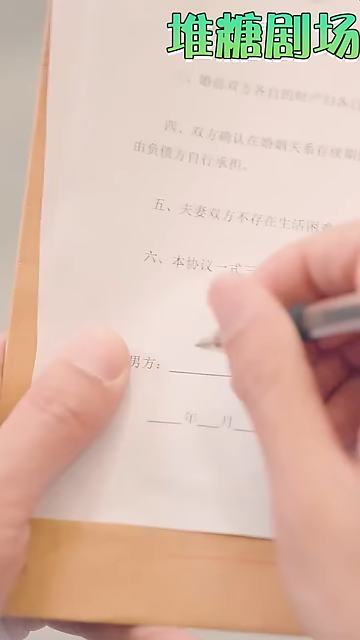 堆糖剧场
三、婚前双方各自的财产归各自
四、双方确认在婚姻关系存续期
由负债方自行承担。
五、夫妻双方不存在生活困难
六、本协议一式三
男方：
年 月